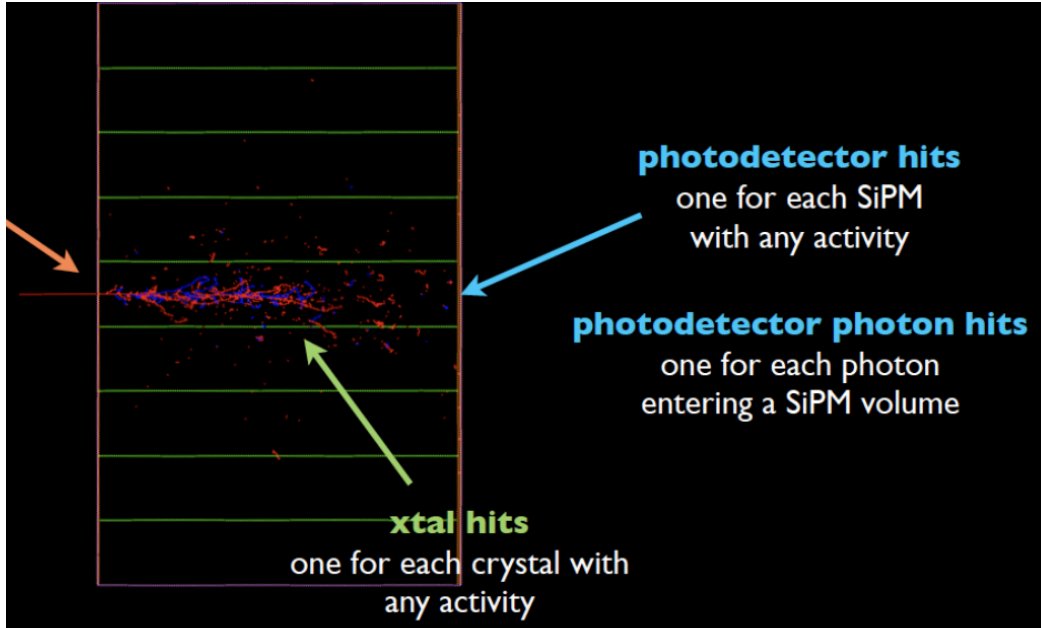 photodetector hits
one for each SiPM
with any activity
photodetector photon hits
one for each photon
entering a SiPM volume
xtal hits
one for each crystal with
any activity